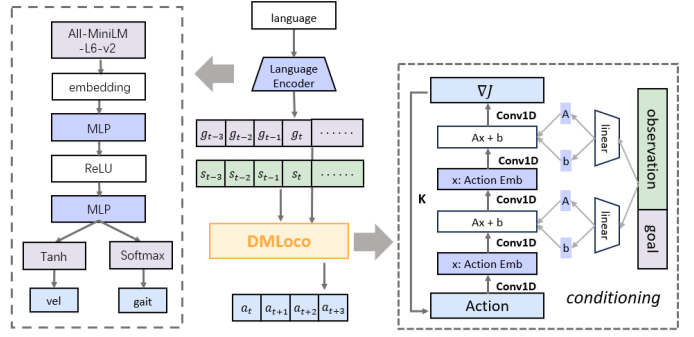 All-MiniLM
-L6-v2
embedding
MLP
ReLU
MLP
Tanh
Softmax
vel
gait
language
Language
Encoder
g_{t-3} g_{t-2} g_{t-1} g_t ......
s_{t-3} s_{t-2} s_{t-1} s_t ......
DMLoco
a_t a_{t+1} a_{t+2} a_{t+3}
∇J
Conv1D
Ax + b
Conv1D
x: Action Emb
Conv1D
Ax + b
Conv1D
x: Action Emb
Conv1D
Action
K
A
b
linear
A
b
linear
observation
goal
conditioning